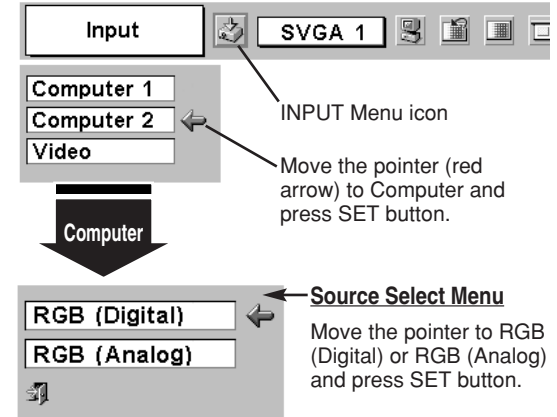 Input
SVGA 1
Computer 1
Computer 2
Video
INPUT Menu icon
Move the pointer (red
arrow) to Computer and
press SET button.
Computer
RGB (Digital)
RGB (Analog)
Source Select Menu
Move the pointer to RGB
(Digital) or RGB (Analog)
and press SET button.